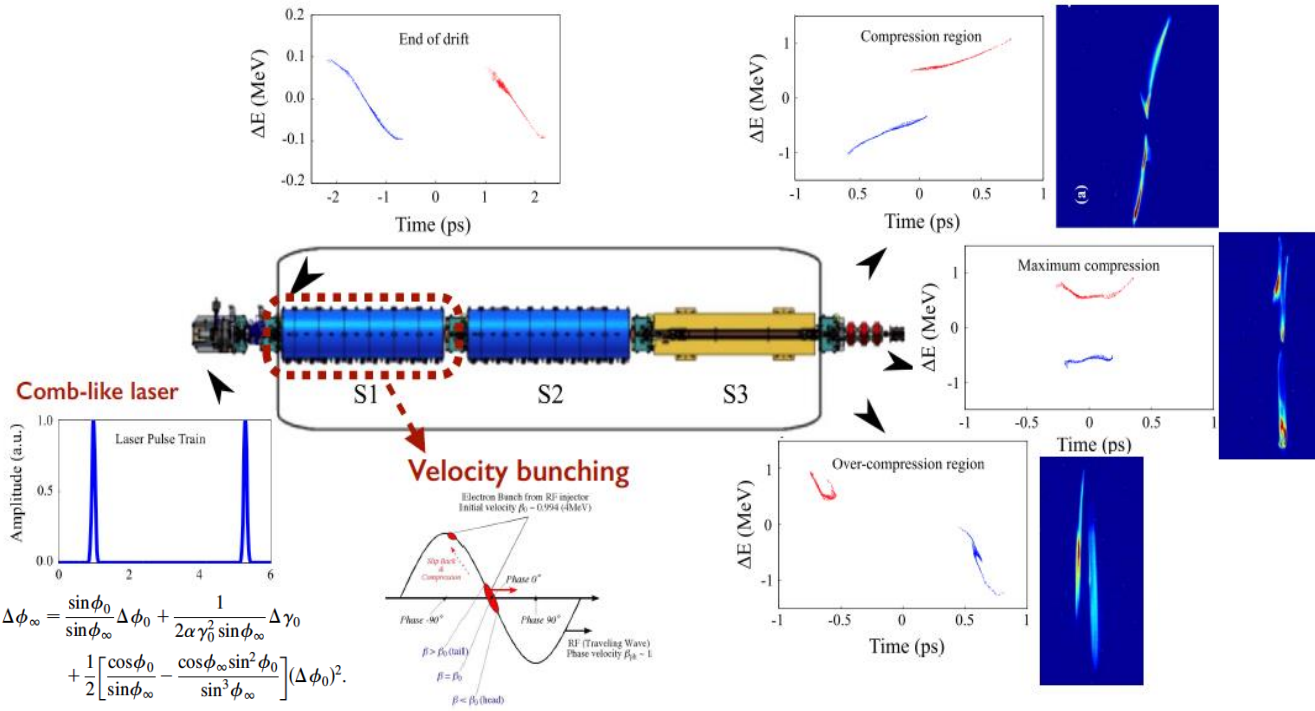 End of drift
ΔE (MeV)
0.2
0.1
0.0
-0.1
-0.2
-2 -1 0 1 2
Time (ps)
Compression region
ΔE (MeV)
1
0
-1
-1 -0.5 0 0.5 1
Time (ps)
(a)
Maximum compression
ΔE (MeV)
1
0
-1
-1 -0.5 0 0.5 1
Time (ps)
S1 S2 S3
Comb-like laser
Laser Pulse Train
Amplitude (a.u.)
1.0
0.5
0.0
0 2 4 6
Velocity bunching
Electron Bunch from RF injector
Initial velocity β₀ ~ 0.994 (4MeV)
Slip Back
&
Compression
Phase 0°
Phase -90°
Phase 90°
RF (Traveling Wave)
Phase velocity βph ~ 1
β > β₀ (tail)
β = β₀
β < β₀ (head)
Over-compression region
ΔE (MeV)
1
0
-1
-1 -0.5 0 0.5 1
Time (ps)
Δϕ∞ = sinϕ₀/sinϕ∞ Δϕ₀ + 1/(2αγ₀² sinϕ∞) Δγ₀
+ 1/2 [cosϕ₀/sinϕ∞ − cosϕ∞ sin²ϕ₀/sin³ϕ∞] (Δϕ₀)².